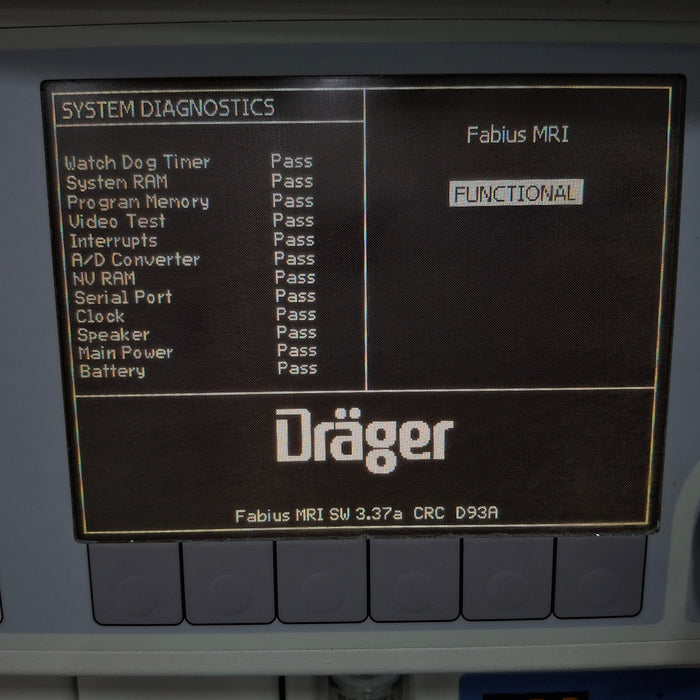 SYSTEM DIAGNOSTICS
Watch Dog Timer Pass
System RAM Pass
Program Memory Pass
Video Test Pass
Interrupts Pass
A/D Converter Pass
NV RAM Pass
Serial Port Pass
Clock Pass
Speaker Pass
Main Power Pass
Battery Pass
Fabius MRI
FUNCTIONAL
Dräger
Fabius MRI SW 3.37a CRC D93A